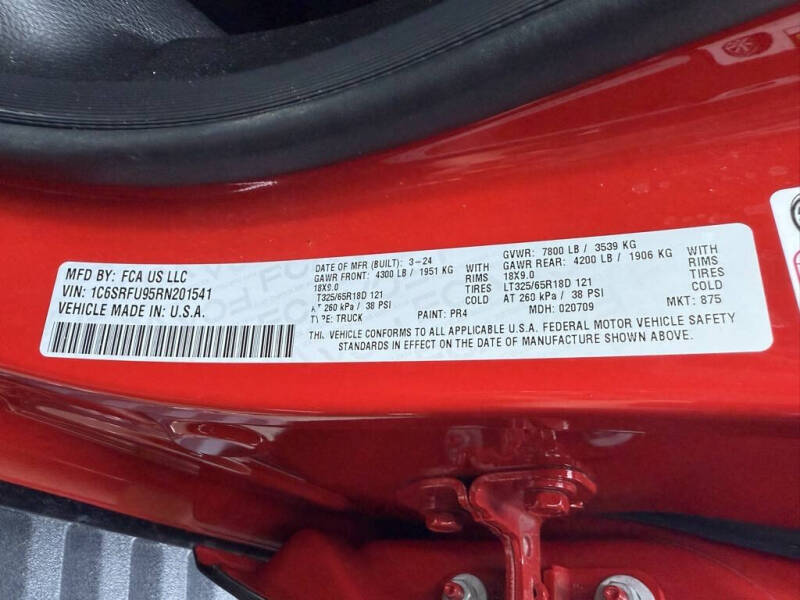 MFD BY: FCA US LLC
VIN: 1C6SRFU95RN201541
VEHICLE MADE IN: U.S.A.
DATE OF MFR (BUILT): 3-24
GAWR FRONT: 4300 LB / 1951 KG WITH
18X9.0 RIMS
T325/65R18D 121 TIRES
AT 260 kPa / 38 PSI COLD
TYPE: TRUCK PAINT: PR4
GVWR: 7800 LB / 3539 KG
GAWR REAR: 4200 LB / 1906 KG WITH
18X9.0 RIMS
LT325/65R18D 121 TIRES
AT 260 kPa / 38 PSI COLD
MDH: 020709 MKT: 875
THIS VEHICLE CONFORMS TO ALL APPLICABLE U.S.A. FEDERAL MOTOR VEHICLE SAFETY
STANDARDS IN EFFECT ON THE DATE OF MANUFACTURE SHOWN ABOVE.